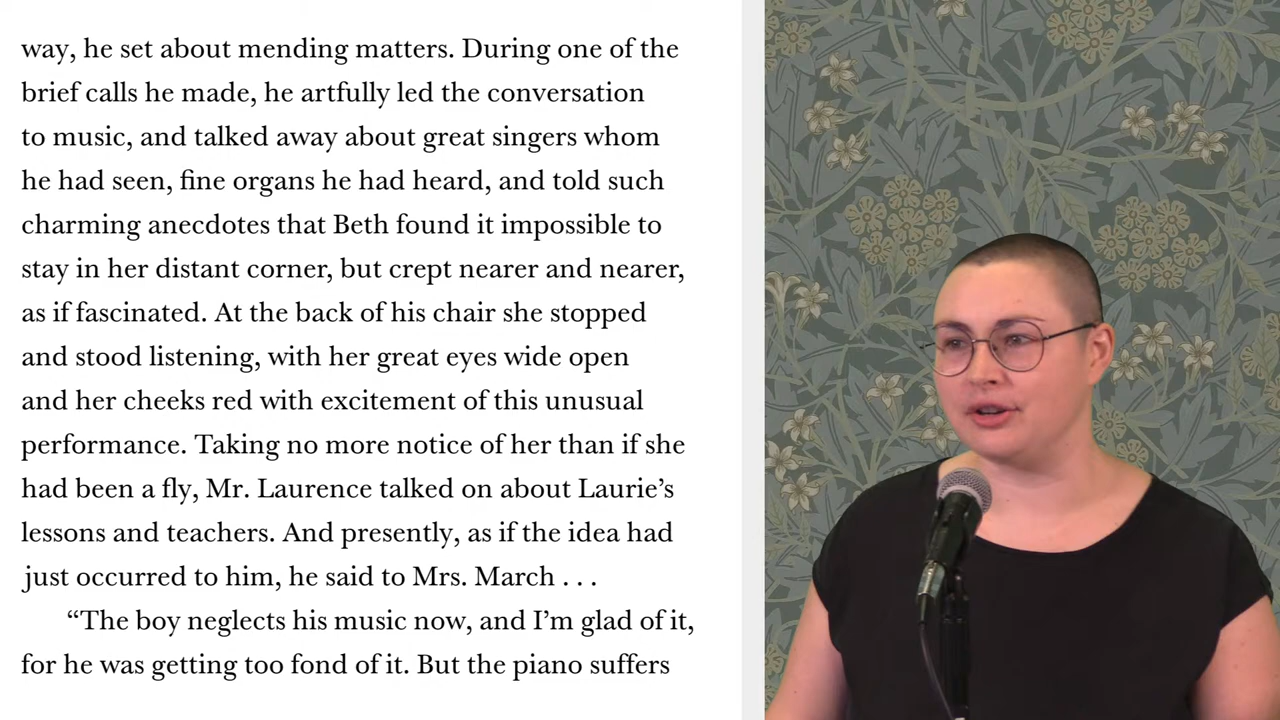 way, he set about mending matters. During one of the
brief calls he made, he artfully led the conversation
to music, and talked away about great singers whom
he had seen, fine organs he had heard, and told such
charming anecdotes that Beth found it impossible to
stay in her distant corner, but crept nearer and nearer,
as if fascinated. At the back of his chair she stopped
and stood listening, with her great eyes wide open
and her cheeks red with excitement of this unusual
performance. Taking no more notice of her than if she
had been a fly, Mr. Laurence talked on about Laurie’s
lessons and teachers. And presently, as if the idea had
just occurred to him, he said to Mrs. March . . .
“The boy neglects his music now, and I’m glad of it,
for he was getting too fond of it. But the piano suffers